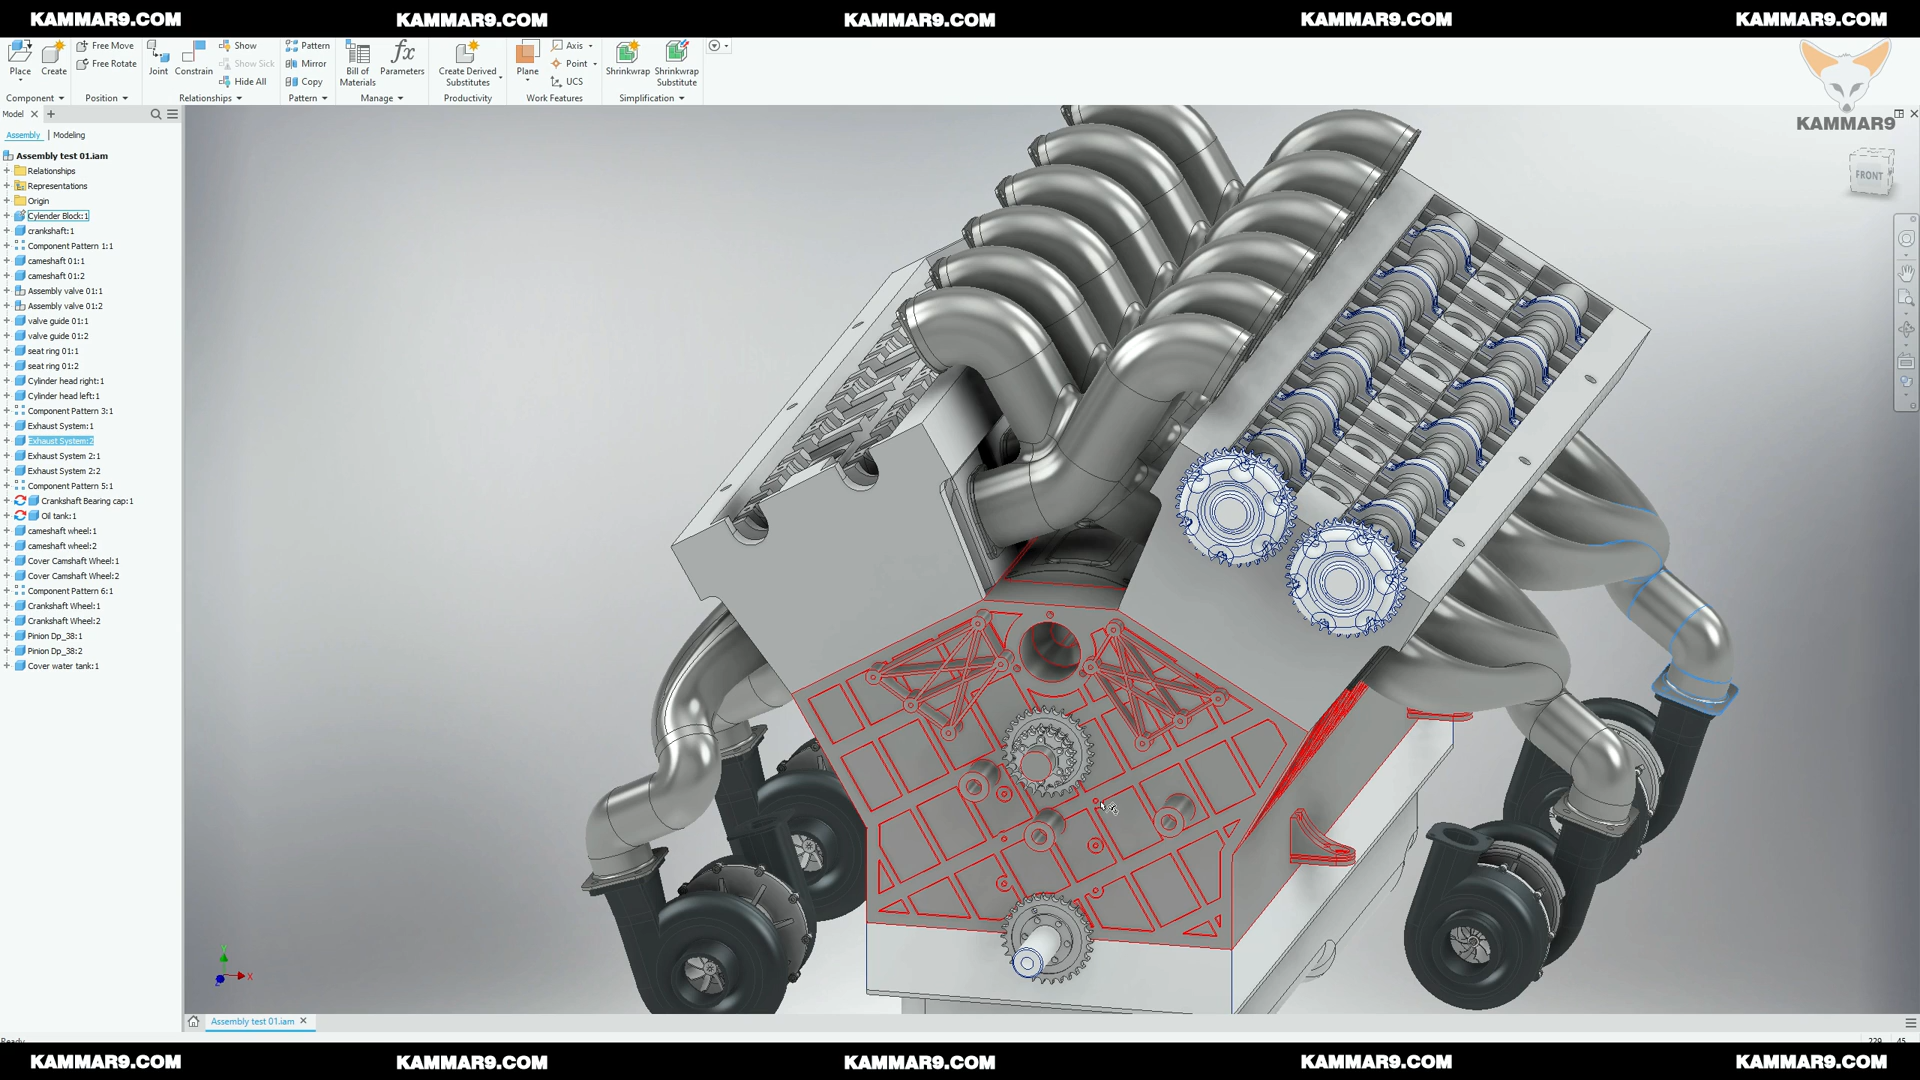 KAMMAR9.COM KAMMAR9.COM KAMMAR9.COM KAMMAR9.COM KAMMAR9.COM
Place Create Free Move Joint Constrain Show Pattern Bill of Materials fx Parameters Create Derived Substitutes Plane Axis Shrinkwrap Shrinkwrap Substitute
Free Rotate Show Sick Mirror Point
Hide All Copy UCS
Component Position Relationships Pattern Manage Productivity Work Features Simplification
KAMMAR9
Model
Assembly Modeling
FRONT
Assembly test 01.iam
Relationships
Representations
Origin
Cylender Block:1
crankshaft:1
Component Pattern 1:1
cameshaft 01:1
cameshaft 01:2
Assembly valve 01:1
Assembly valve 01:2
valve guide 01:1
valve guide 01:2
seat ring 01:1
seat ring 01:2
Cylinder head right:1
Cylinder head left:1
Component Pattern 3:1
Exhaust System:1
Exhaust System:2
Exhaust System 2:1
Exhaust System 2:2
Component Pattern 5:1
Crankshaft Bearing cap:1
Oil tank:1
cameshaft wheel:1
cameshaft wheel:2
Cover Camshaft Wheel:1
Cover Camshaft Wheel:2
Component Pattern 6:1
Crankshaft Wheel:1
Crankshaft Wheel:2
Pinion Dp_38:1
Pinion Dp_38:2
Cover water tank:1
Y
X
Assembly test 01.iam
Ready
KAMMAR9.COM KAMMAR9.COM KAMMAR9.COM KAMMAR9.COM KAMMAR9.COM